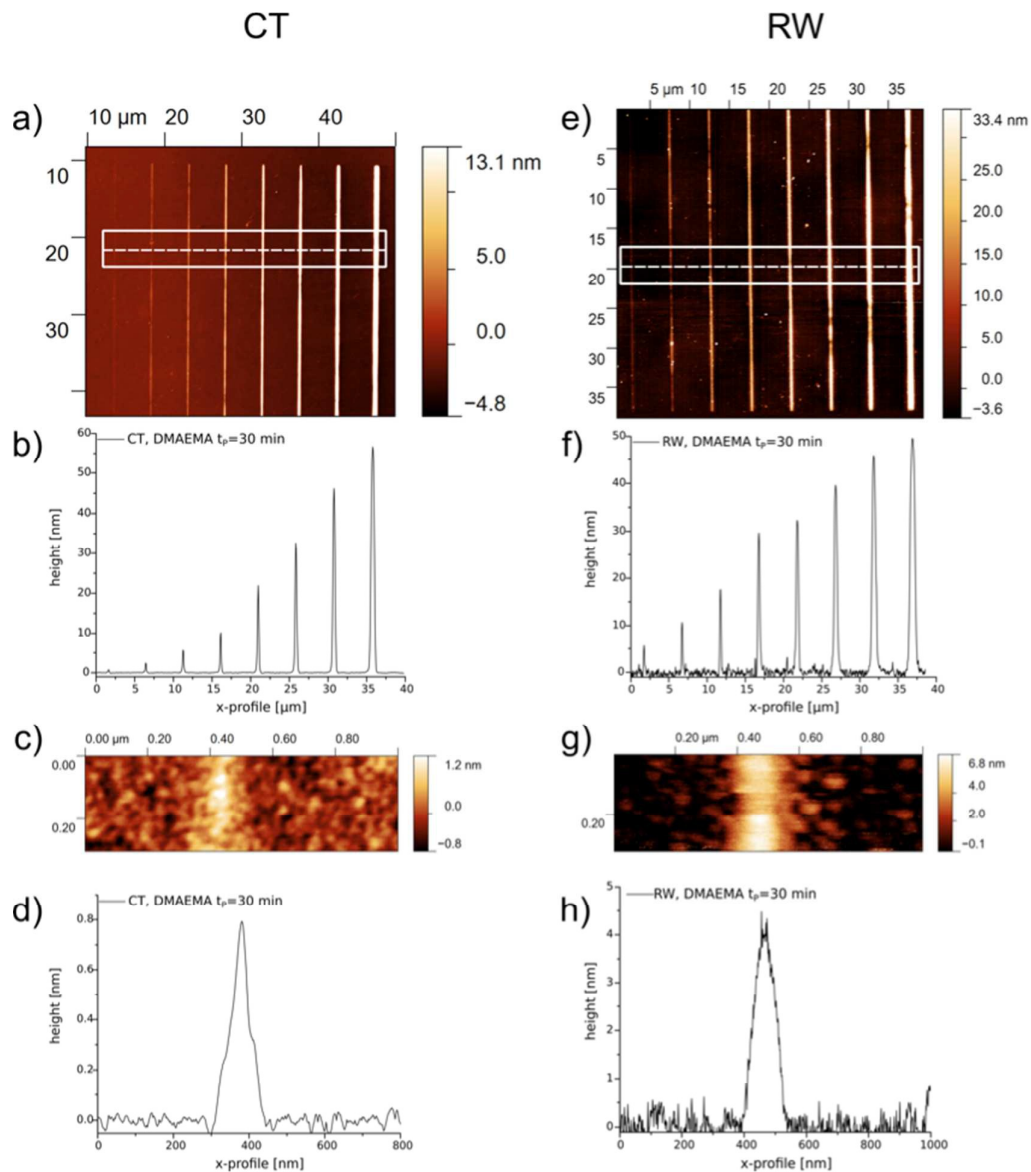 CT
RW
a)
10 µm 20 30 40
10
20
30
13.1 nm
5.0
0.0
−4.8
e)
5 µm 10 15 20 25 30 35
5
10
15
20
25
30
35
33.4 nm
25.0
20.0
15.0
10.0
5.0
0.0
−3.6
b)
CT, DMAEMA tP=30 min
60
50
40
30
20
10
0
height [nm]
0 5 10 15 20 25 30 35 40
x-profile [µm]
f)
RW, DMAEMA tP=30 min
50
40
30
20
10
0
height [nm]
0 5 10 15 20 25 30 35 40
x-profile [µm]
c)
0.00 µm 0.20 0.40 0.60 0.80
0.00
0.20
1.2 nm
0.0
−0.8
g)
0.20 µm 0.40 0.60 0.80
0.20
6.8 nm
4.0
2.0
−0.1
d)
CT, DMAEMA tP=30 min
0.8
0.6
0.4
0.2
0.0
height [nm]
0 200 400 600 800
x-profile [nm]
h)
RW, DMAEMA tP=30 min
5
4
3
2
1
0
height [nm]
0 200 400 600 800 1000
x-profile [nm]